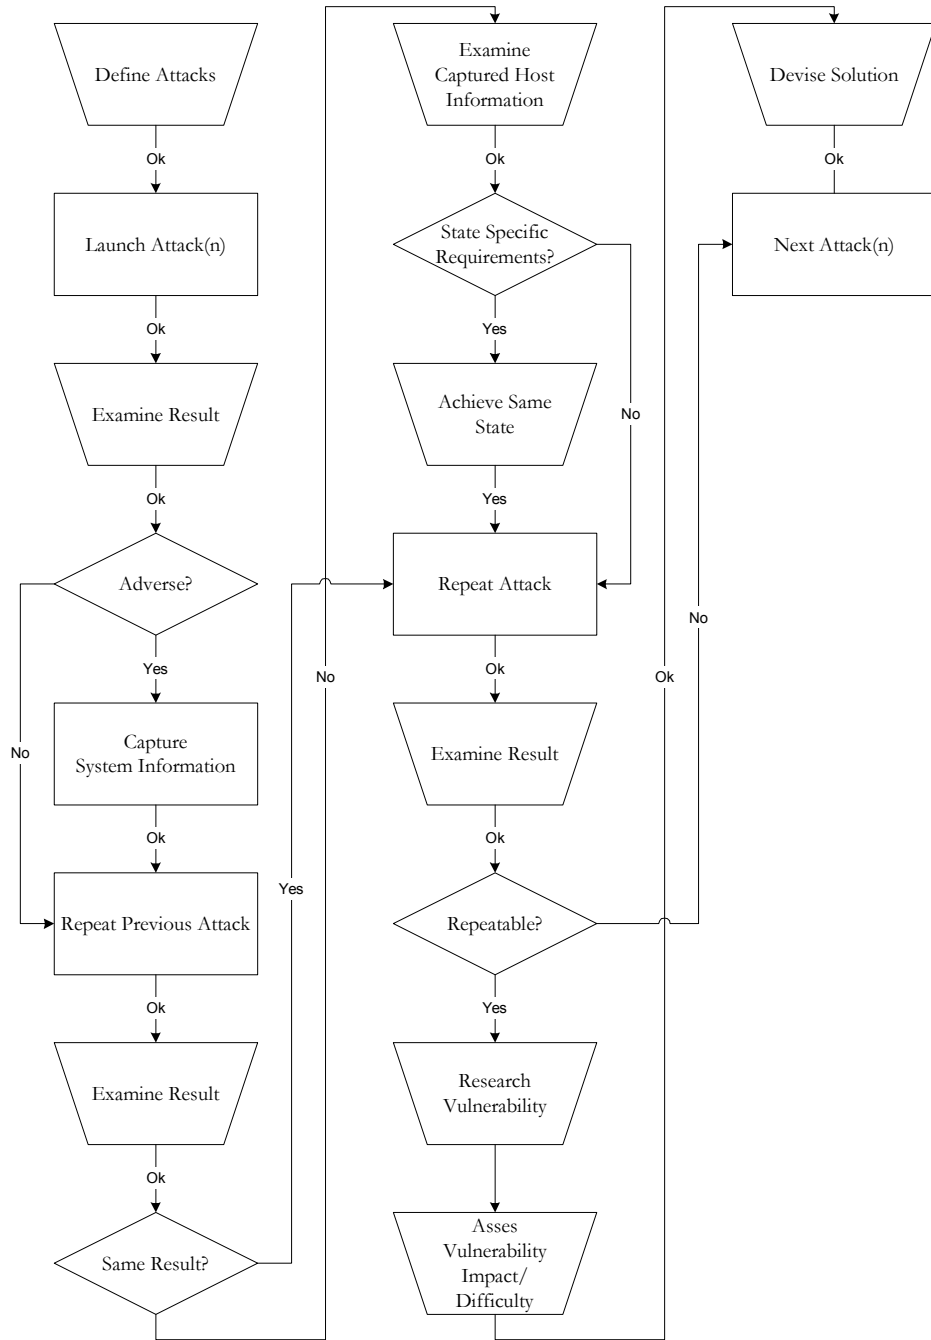 Define Attacks
Ok
Launch Attack(n)
Ok
Examine Result
Ok
Adverse?
Yes
No
Capture
System Information
Ok
Repeat Previous Attack
Ok
Examine Result
Ok
Same Result?
Yes
No
Examine
Captured Host
Information
Ok
State Specific
Requirements?
Yes
No
Achieve Same
State
Yes
Repeat Attack
Ok
Examine Result
Ok
Repeatable?
Yes
No
Research
Vulnerability
Asses
Vulnerability
Impact/
Difficulty
Ok
Devise Solution
Ok
Next Attack(n)